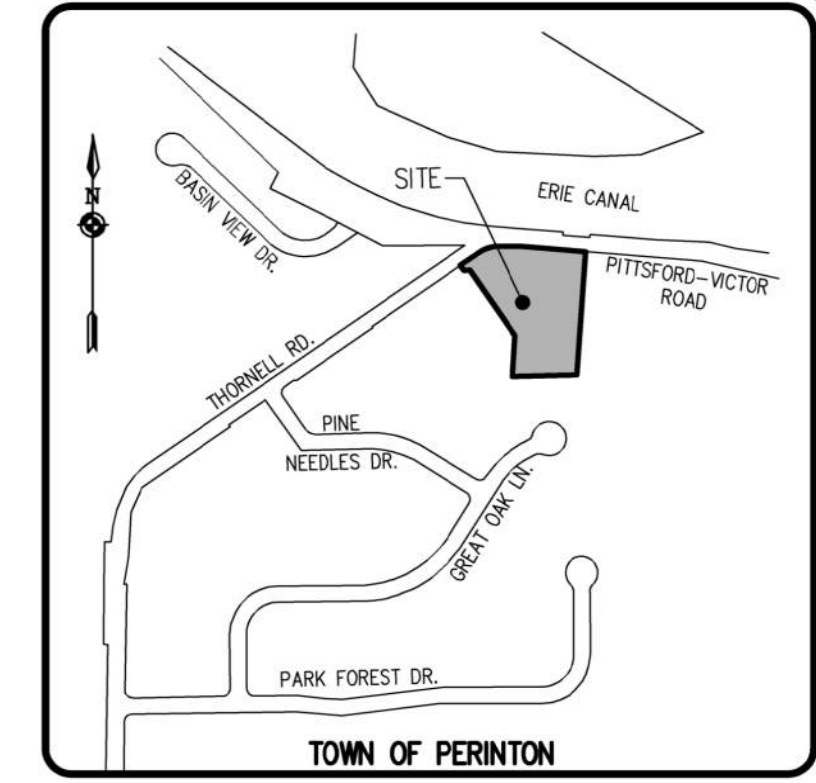 N
BASIN VIEW DR.
SITE
ERIE CANAL
PITTSFORD-VICTOR
ROAD
THORNELL RD.
PINE
NEEDLES DR.
GREAT OAK LN.
PARK FOREST DR.
TOWN OF PERINTON